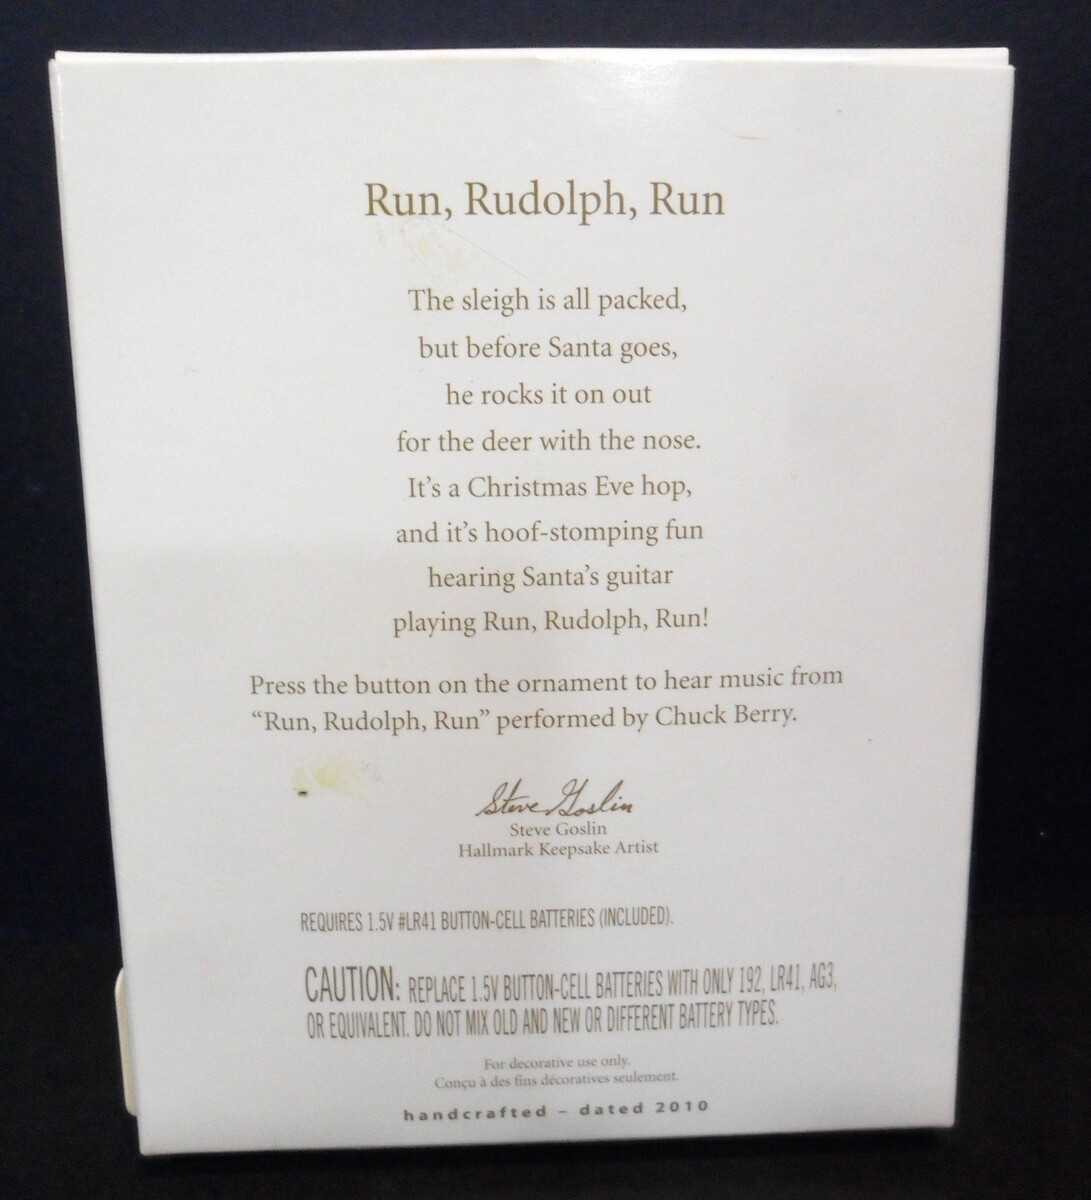 Run, Rudolph, Run
The sleigh is all packed,
but before Santa goes,
he rocks it on out
for the deer with the nose.
It's a Christmas Eve hop,
and it's hoof-stomping fun
hearing Santa's guitar
playing Run, Rudolph, Run!
Press the button on the ornament to hear music from
“Run, Rudolph, Run” performed by Chuck Berry.
Steve Goslin
Steve Goslin
Hallmark Keepsake Artist
REQUIRES 1.5V #LR41 BUTTON-CELL BATTERIES (INCLUDED).
CAUTION: REPLACE 1.5V BUTTON-CELL BATTERIES WITH ONLY 192, LR41, AG3,
OR EQUIVALENT. DO NOT MIX OLD AND NEW OR DIFFERENT BATTERY TYPES.
For decorative use only.
Conçu à des fins décoratives seulement.
handcrafted – dated 2010